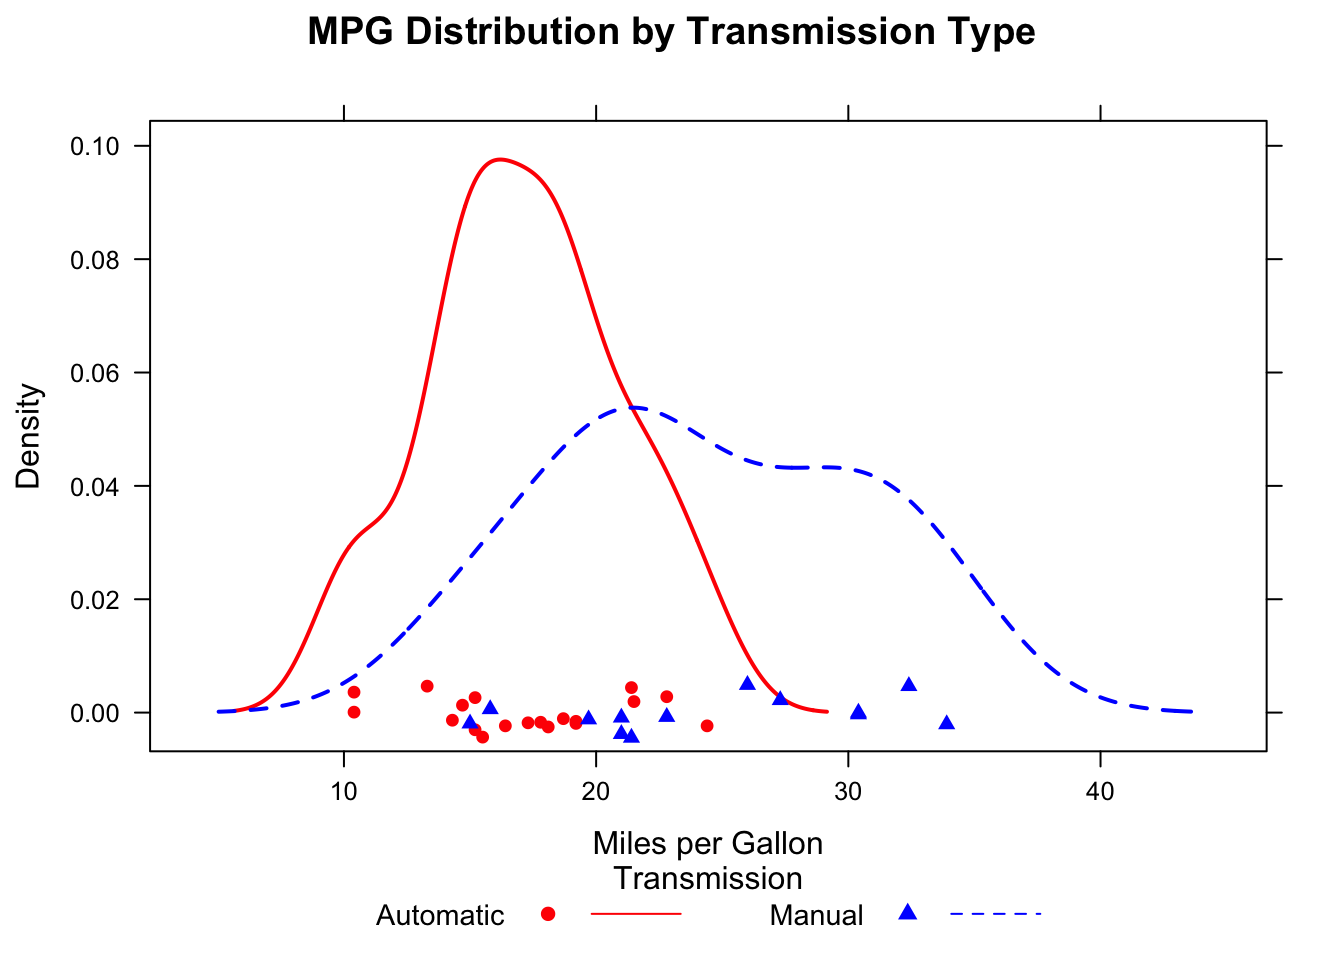 MPG Distribution by Transmission Type
0.10
0.08
0.06
0.04
0.02
0.00
Density
10 20 30 40
Miles per Gallon
Transmission
Automatic Manual